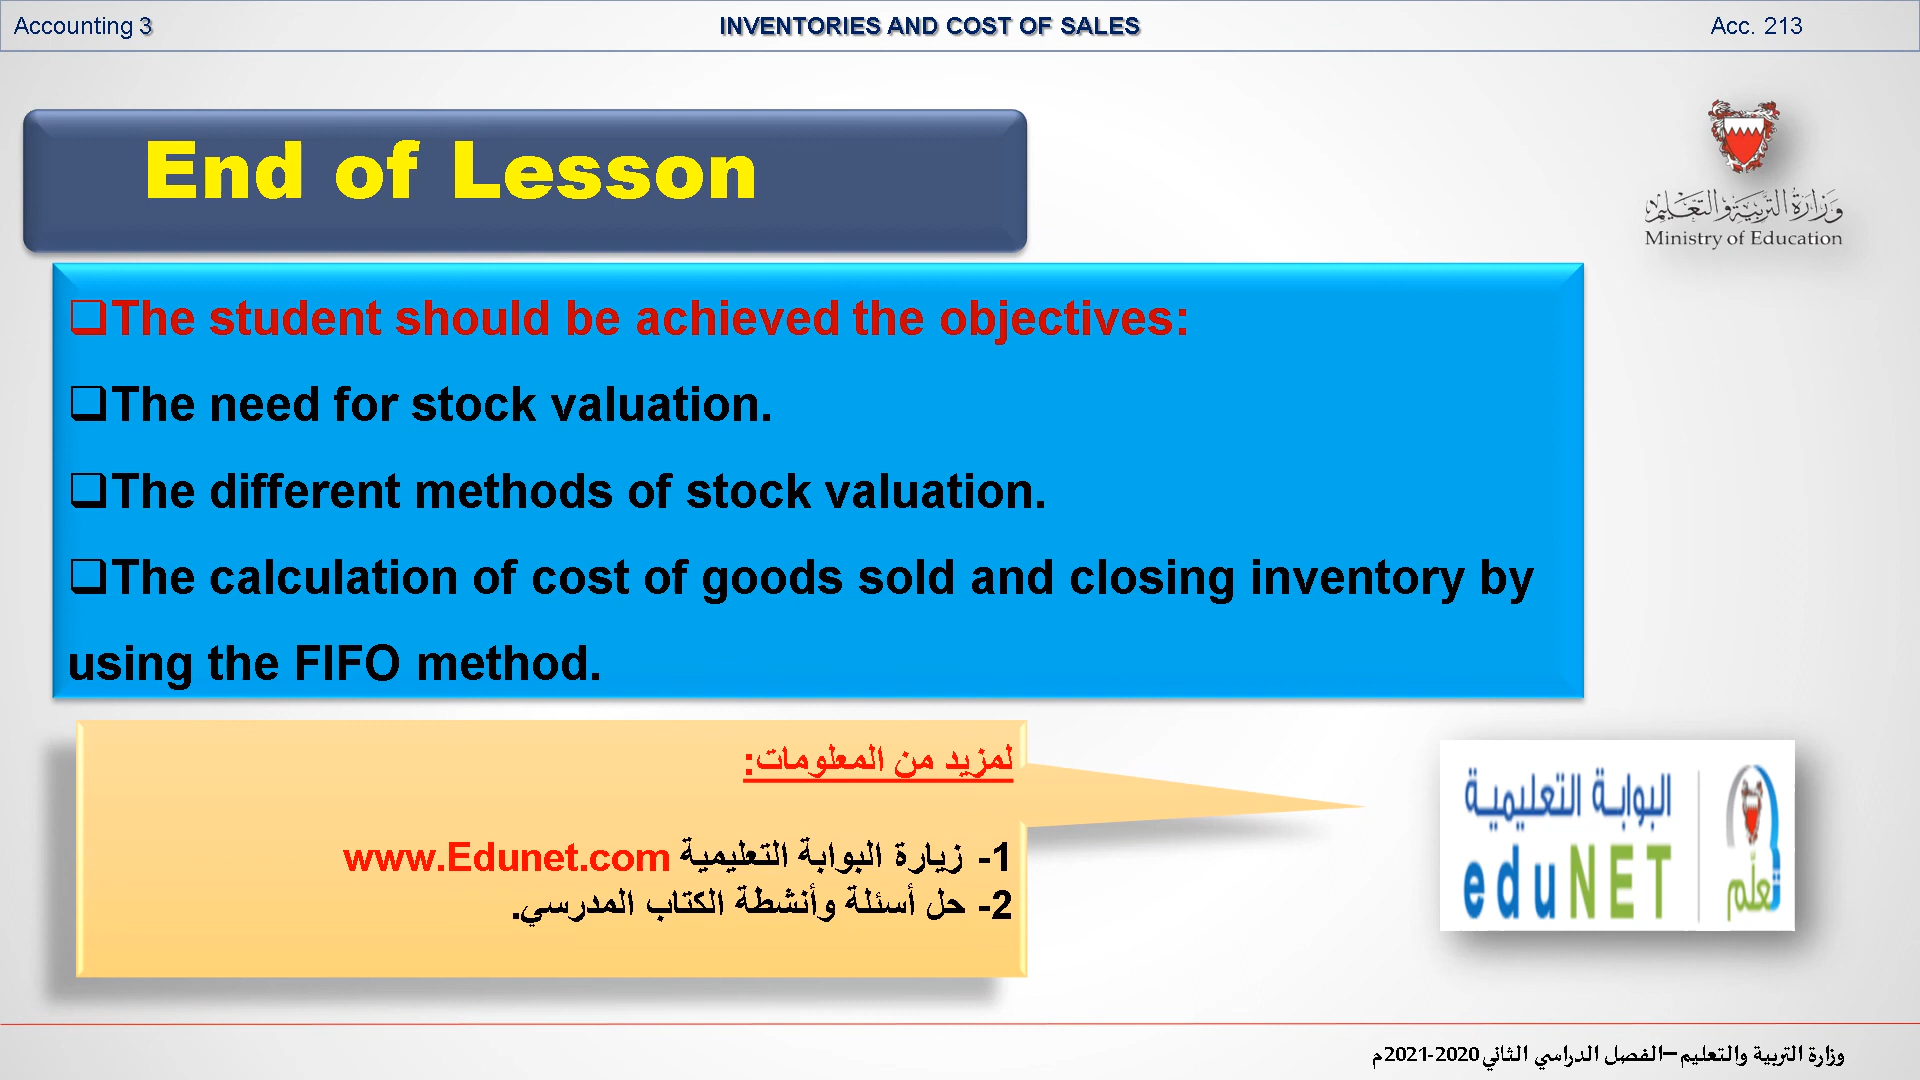 Accounting 3
INVENTORIES AND COST OF SALES
Acc. 213
End of Lesson
وزارة التربية والتعليم
Ministry of Education
❑The student should be achieved the objectives:
❑The need for stock valuation.
❑The different methods of stock valuation.
❑The calculation of cost of goods sold and closing inventory by
using the FIFO method.
لمزيد من المعلومات:
1- زيارة البوابة التعليمية www.Edunet.com
2- حل أسئلة وأنشطة الكتاب المدرسي.
البوابة التعليمية
eduNET
تعلّم
وزارة التربية والتعليم –الفصل الدراسي الثاني 2020-2021م